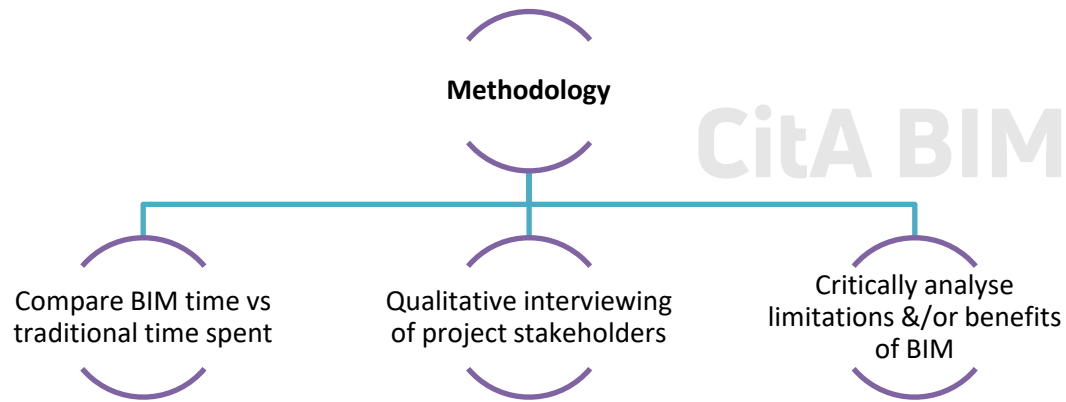 Methodology
CitA BIM
Compare BIM time vs
traditional time spent
Qualitative interviewing
of project stakeholders
Critically analyse
limitations &/or benefits
of BIM